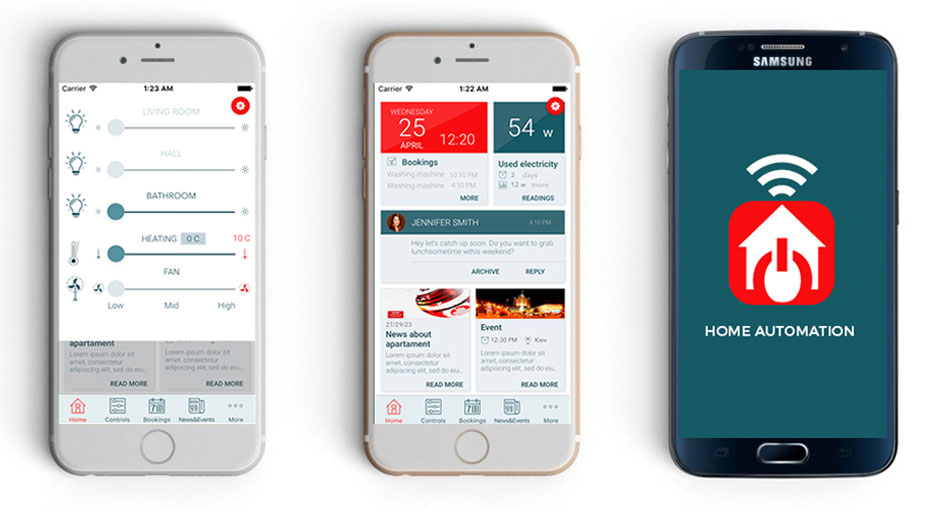 Carrier 1:23 AM
LIVING ROOM
HALL
BATHROOM
HEATING 0 C 10 C
FAN
Low Mid High
apartament
Lorem ipsum dolor sit
amet, consectetur
adipiscing elit, sed do eiu...
Lorem ipsum dolor sit
amet, consectetur
adipiscing elit, sed do eiu...
READ MORE READ MORE
Home Controls Bookings News&Events More
Carrier 1:22 AM
WEDNESDAY
25
APRIL
12:20
54 w
Bookings
Washing mashine 10:10 PM
Washing mashine 4:10 PM
MORE
Used electricity
2 days
12 w more
READINGS
JENNIFER SMITH 4:10 PM
Hey let's catch up soon. Do you want to grab
lunchsometime wthis weekend?
ARCHIVE REPLY
27/29/23
News about
apartament
Lorem ipsum dolor sit
amet, consectetur
adipiscing elit, sed do eiu...
READ MORE
Event
12:30 PM Kiev
Lorem ipsum dolor sit
amet, consectetur
adipiscing elit, sed do eiu...
READ MORE
Home Controls Bookings News&Events More
SAMSUNG
HOME AUTOMATION